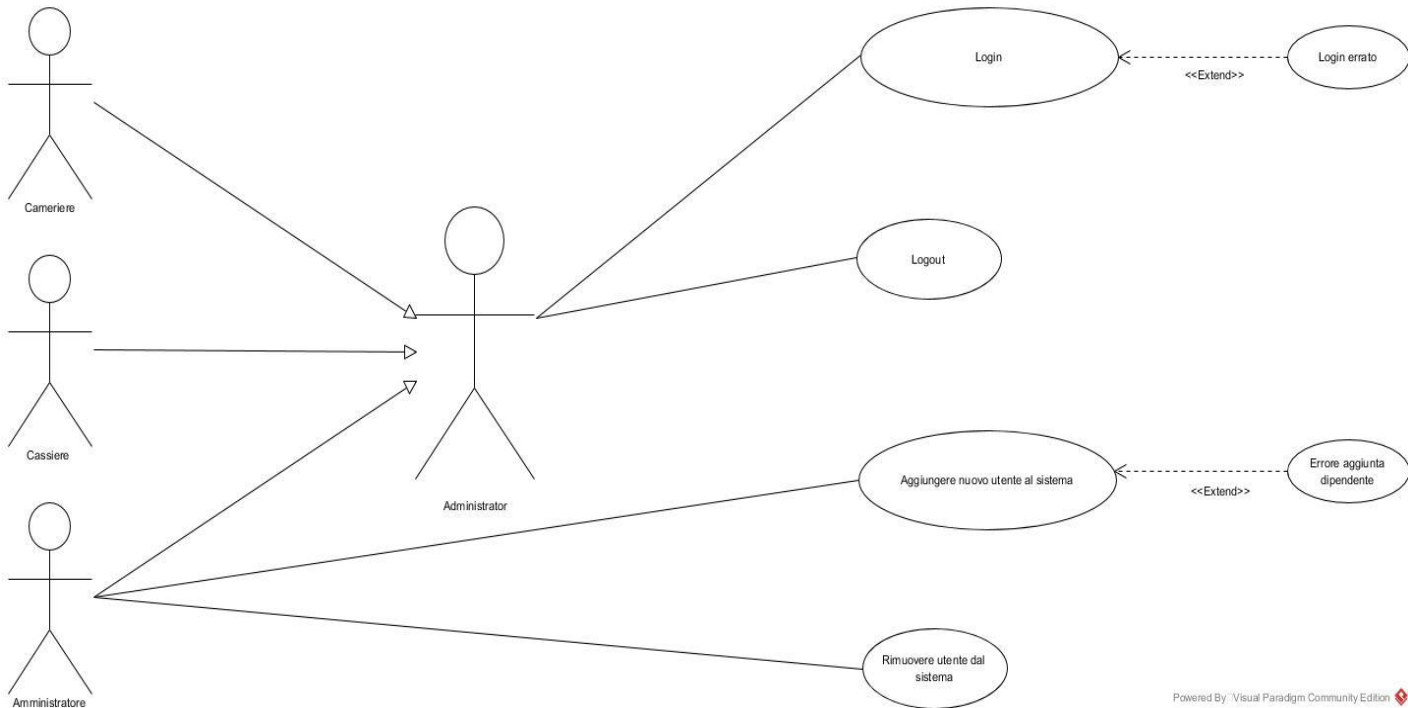 Login
Login errato
<<Extend>>
Cameriere
Logout
Cassiere
Administrator
Aggiungere nuovo utente al sistema
Errore aggiunta
dipendente
<<Extend>>
Rimuovere utente dal
sistema
Amministratore
Powered By Visual Paradigm Community Edition